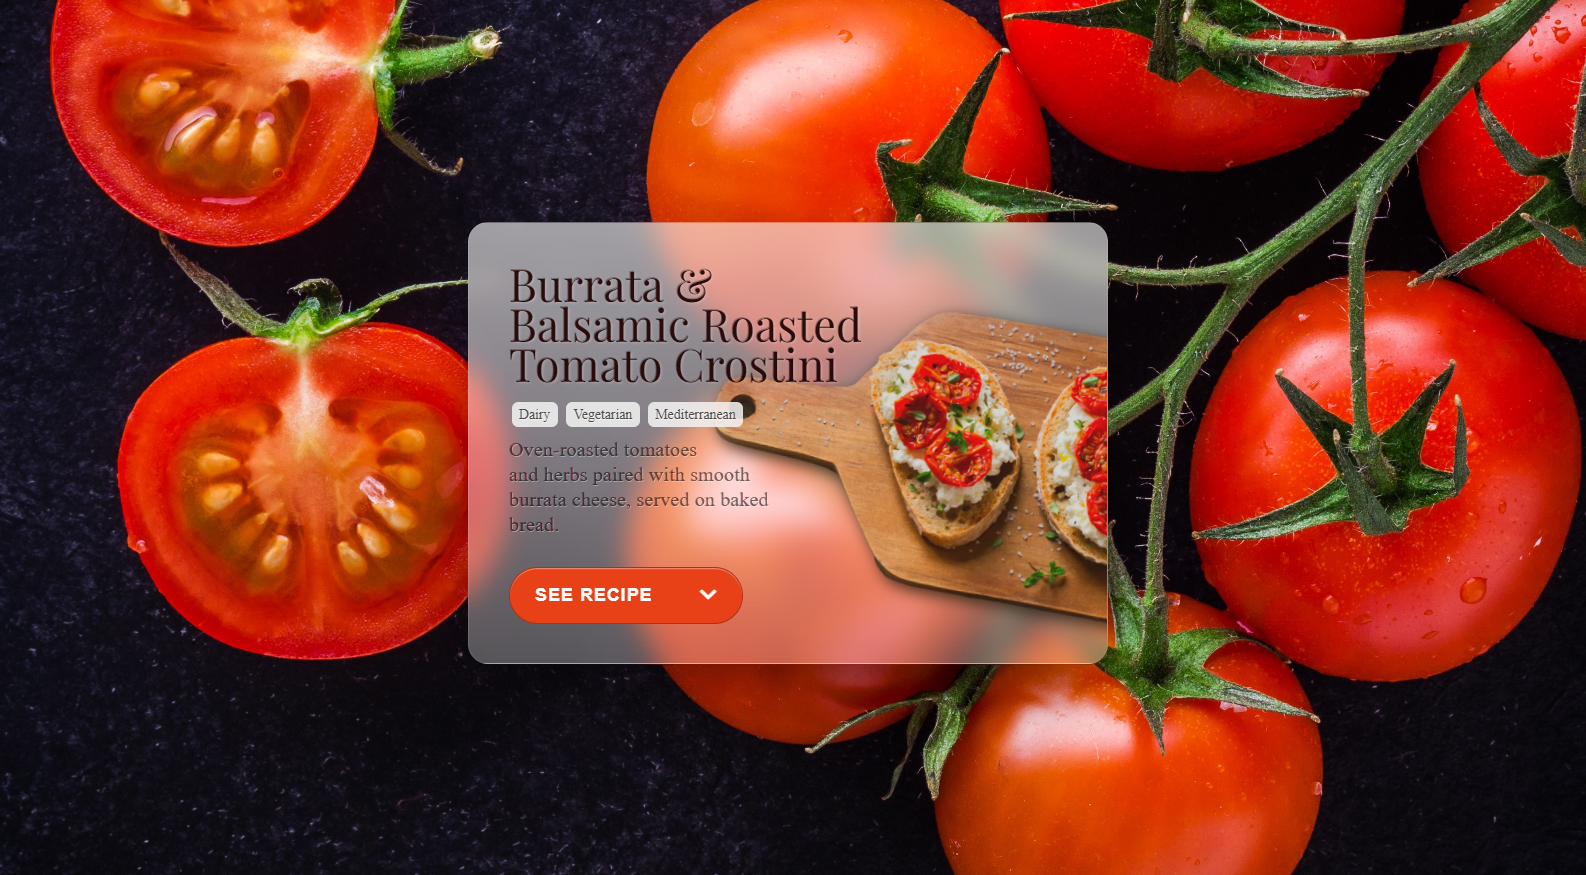 Burrata &
Balsamic Roasted
Tomato Crostini
Dairy Vegetarian Mediterranean
Oven-roasted tomatoes
and herbs paired with smooth
burrata cheese, served on baked
bread.
SEE RECIPE